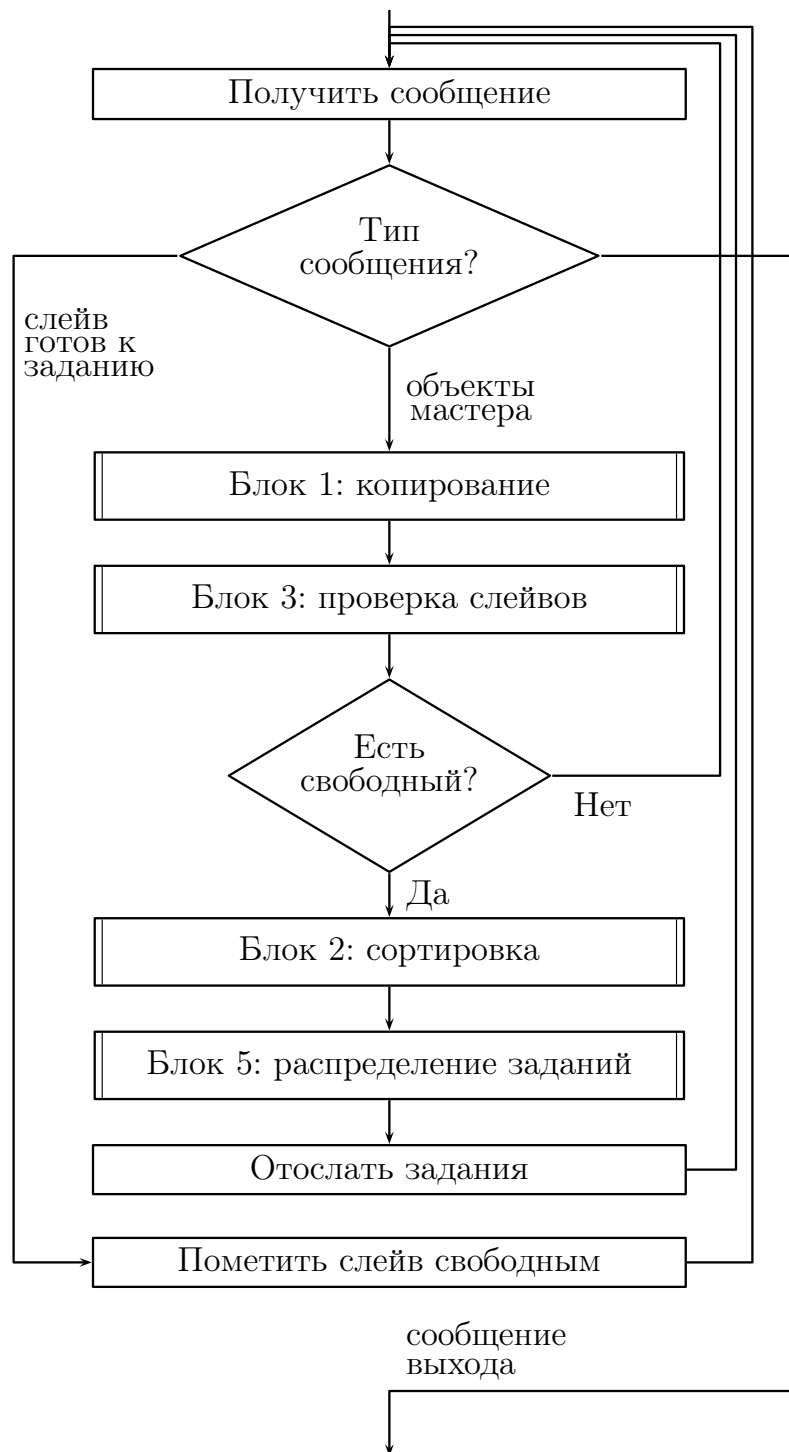 Получить сообщение
Тип
сообщения?
слейв
готов к
заданию
объекты
мастера
Блок 1: копирование
Блок 3: проверка слейвов
Есть
свободный?
Нет
Да
Блок 2: сортировка
Блок 5: распределение заданий
Отослать задания
Пометить слейв свободным
сообщение
выхода